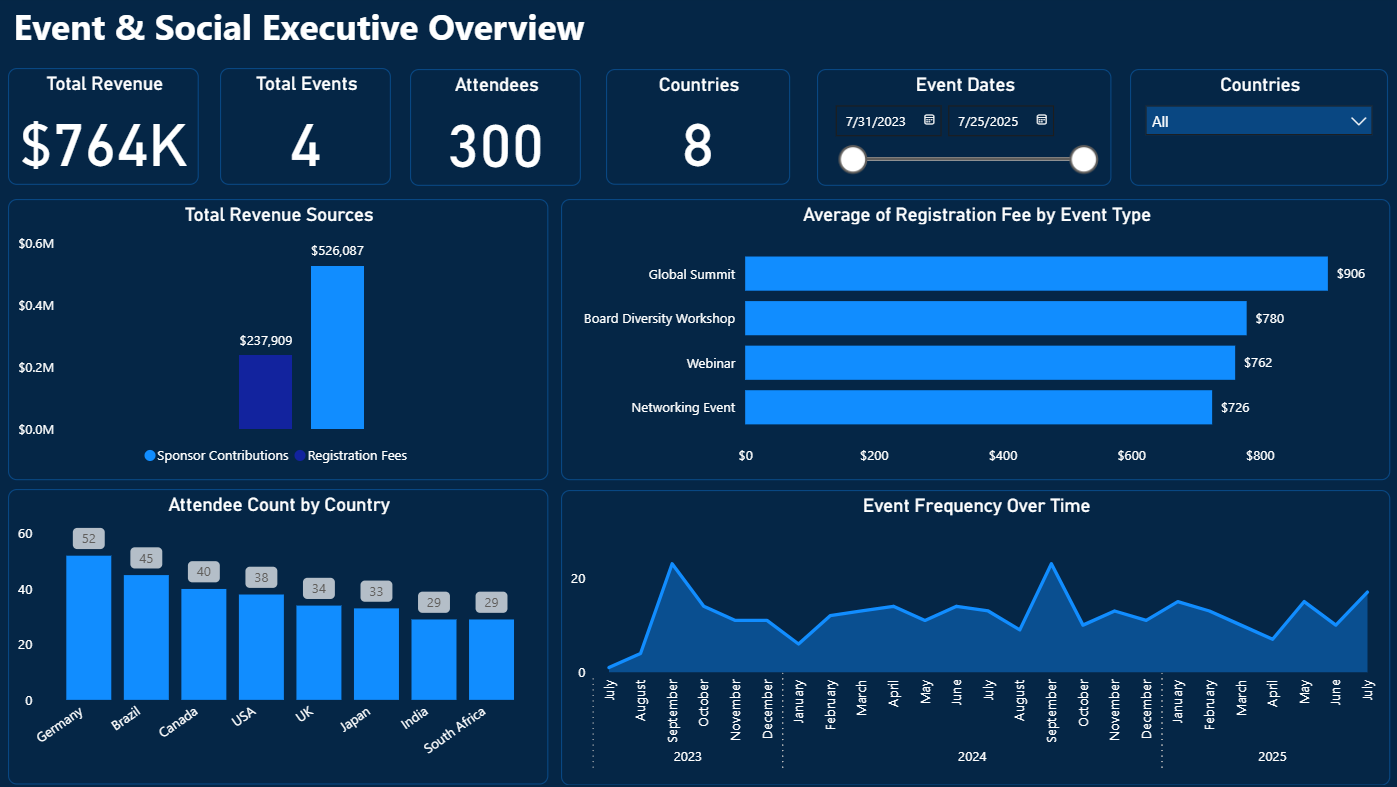 Event & Social Executive Overview
Total Revenue
$764K
Total Events
4
Attendees
300
Countries
8
Event Dates
7/31/2023
7/25/2025
Countries
All
Total Revenue Sources
$0.6M
$0.4M
$0.2M
$0.0M
$237,909
$526,087
Sponsor Contributions
Registration Fees
Average of Registration Fee by Event Type
Global Summit
$906
Board Diversity Workshop
$780
Webinar
$762
Networking Event
$726
$0
$200
$400
$600
$800
Attendee Count by Country
60
40
20
0
52
45
40
38
34
33
29
29
Germany
Brazil
Canada
USA
UK
Japan
India
South Africa
Event Frequency Over Time
20
0
July
August
September
October
November
December
January
February
March
April
May
June
July
August
September
October
November
December
January
February
March
April
May
June
July
2023
2024
2025